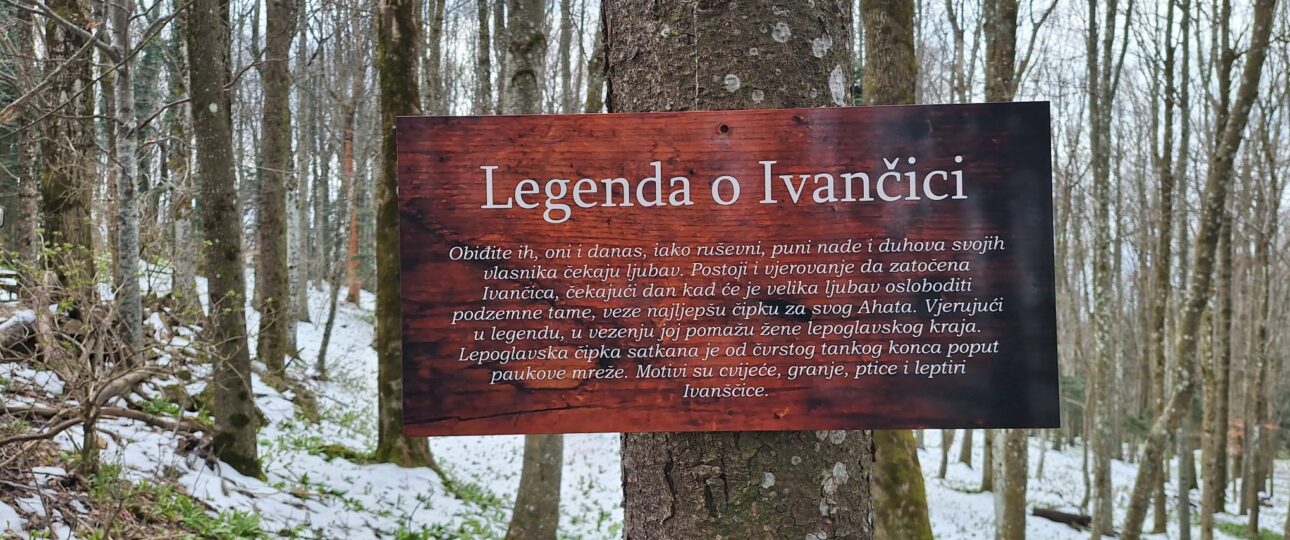 Legenda o Ivančici
Obiđite ih, oni i danas, iako ruševni, puni nade i duhova svojih
vlasnika čekaju ljubav. Postoji i vjerovanje da zatočena
Ivančica, čekajući dan kad će je velika ljubav osloboditi
podzemne tame, veze najljepšu čipku za svog Ahata. Vjerujući
u legendu, u vezenju joj pomažu žene lepoglavskog kraja.
Lepoglavska čipka satkana je od čvrstog tankog konca poput
paukove mreže. Motivi su cvijeće, granje, ptice i leptiri
Ivanščice.